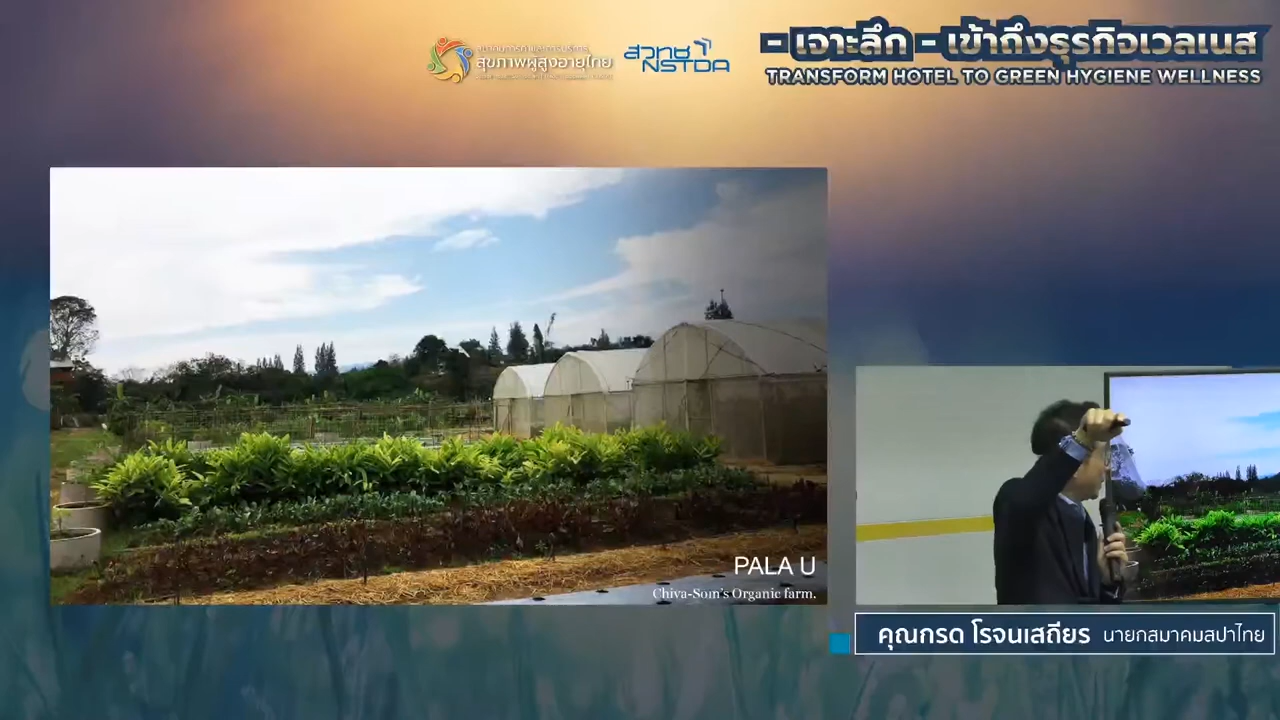 สุขภาพผู้สูงอายุไทย
สวทช
NSTDA
- เจาะลึก - เข้าถึงธุรกิจเวลเนส
TRANSFORM HOTEL TO GREEN HYGIENE WELLNESS
PALA U
Chiva-Som's Organic farm.
คุณกรด โรจนเสถียร นายกสมาคมสปาไทย